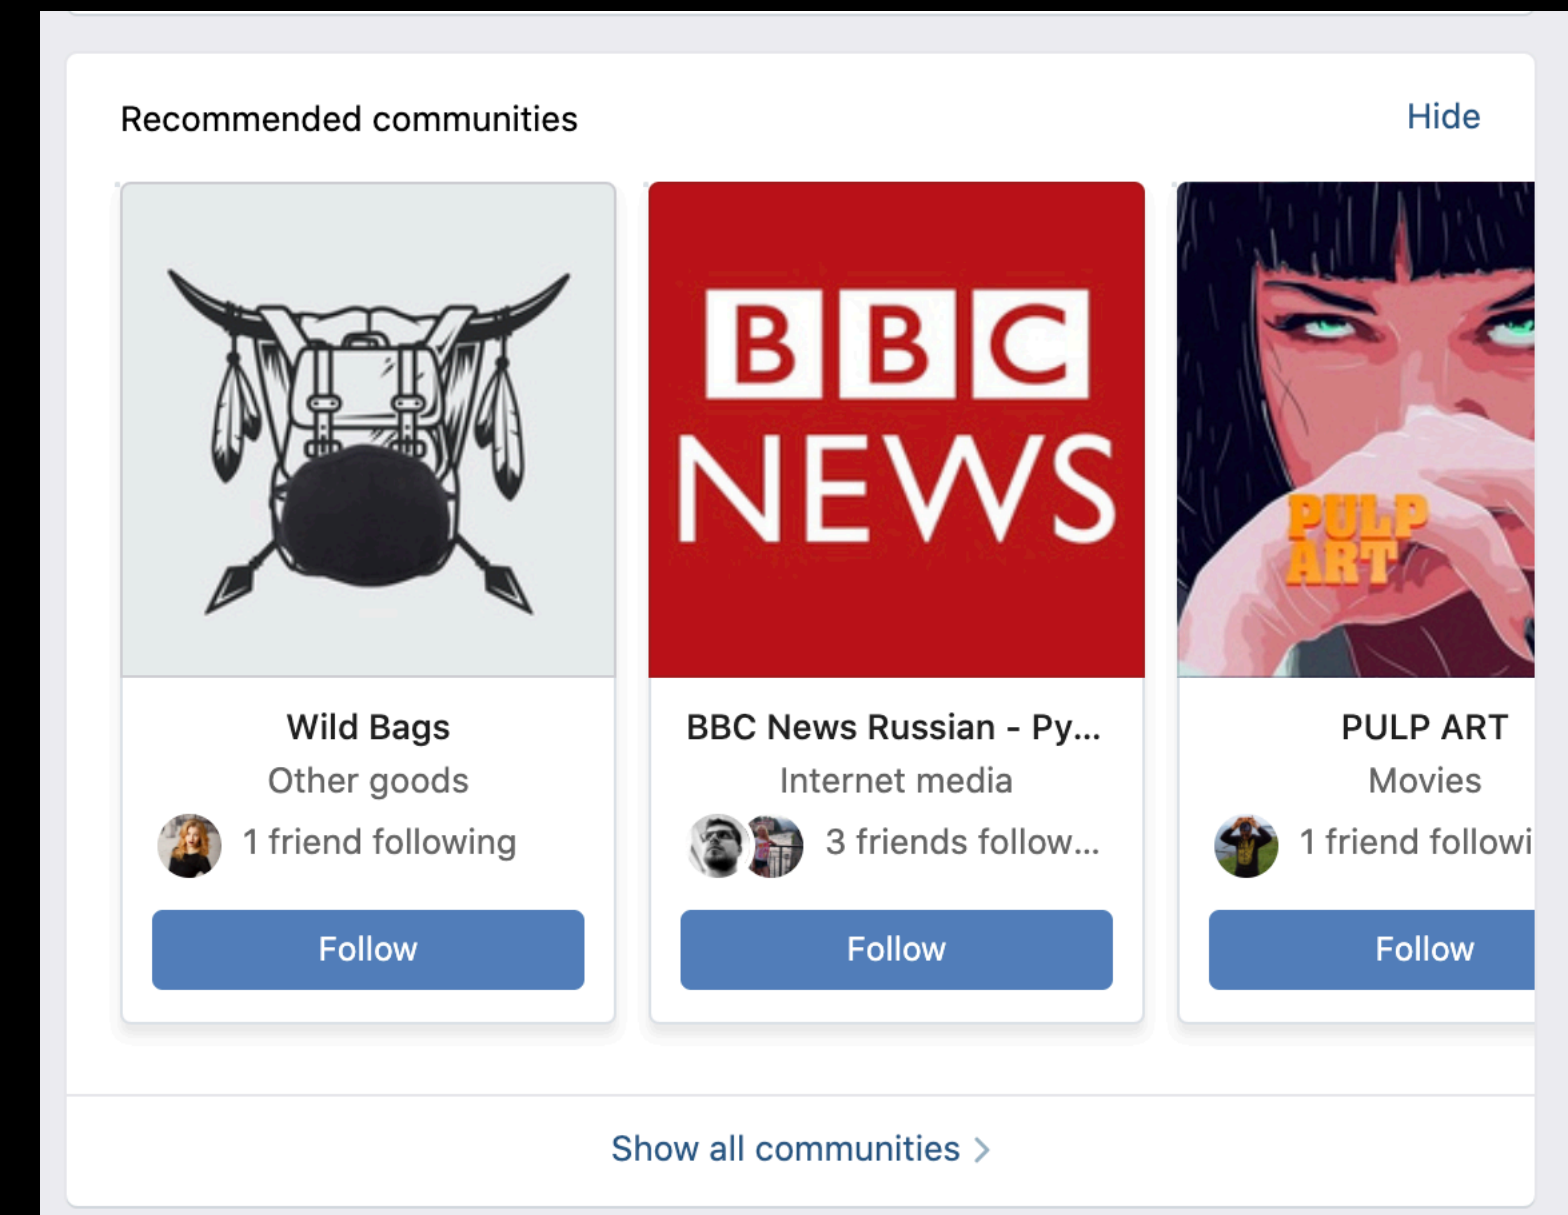 Recommended communities
Hide
BBC
NEWS
PULP
ART
Wild Bags
Other goods
1 friend following
Follow
BBC News Russian - Ру...
Internet media
3 friends follow...
Follow
PULP ART
Movies
1 friend followi
Follow
Show all communities